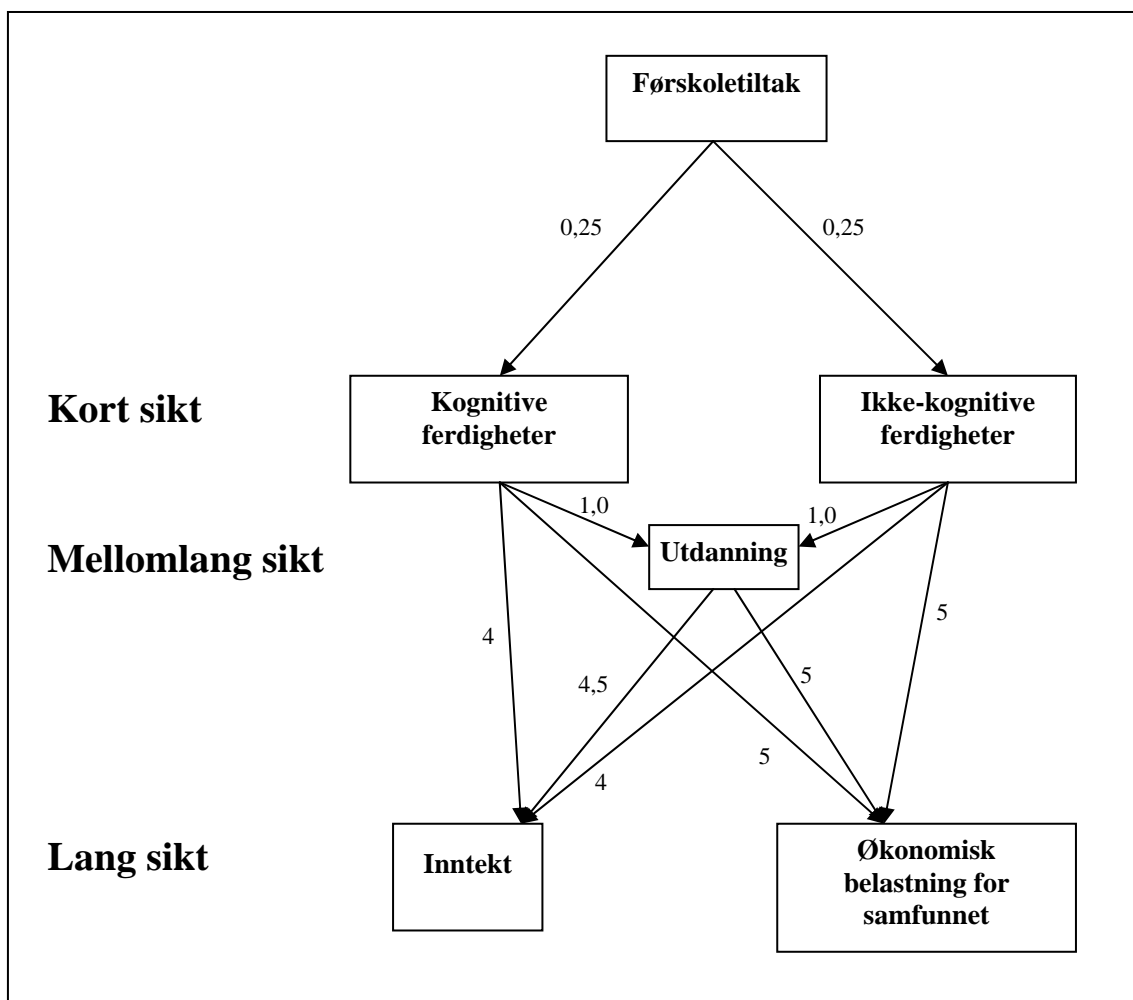 Førskoletiltak
0,25
0,25
Kort sikt
Kognitive
ferdigheter
Ikke-kognitive
ferdigheter
1,0
1,0
Mellomlang sikt
Utdanning
4
4,5
5
5
4
5
Lang sikt
Inntekt
Økonomisk
belastning for
samfunnet